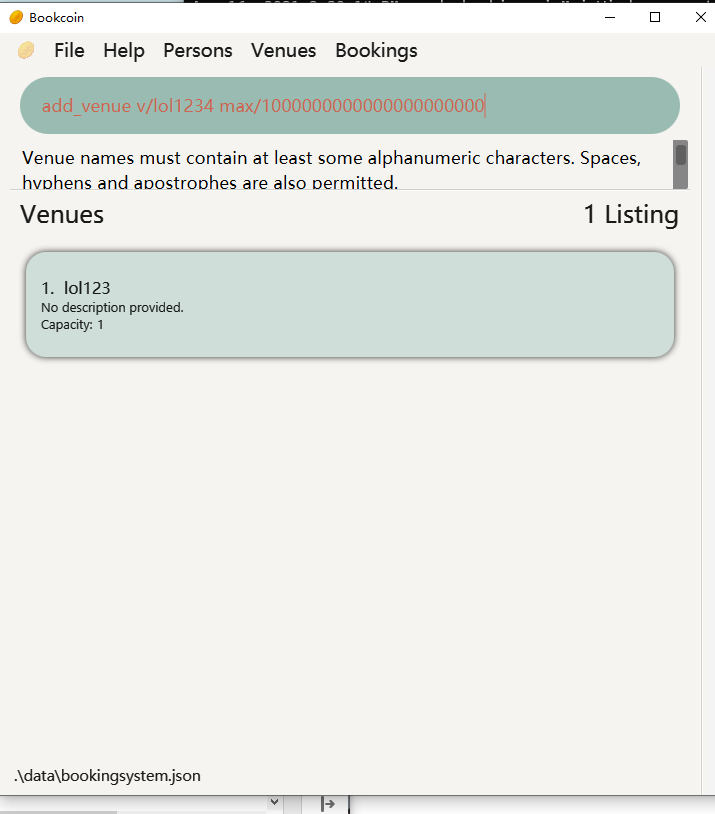 Bookcoin
File Help Persons Venues Bookings
add_venue v/lol1234 max/1000000000000000000000
Venue names must contain at least some alphanumeric characters. Spaces,
hyphens and apostrophes are also permitted.
Venues 1 Listing
1. lol123
No description provided.
Capacity: 1
.\data\bookingsystem.json